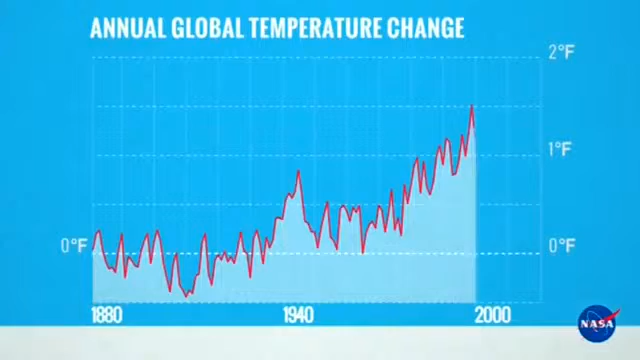 ANNUAL GLOBAL TEMPERATURE CHANGE
2°F
1°F
0°F 0°F
1880 1940 2000
NASA